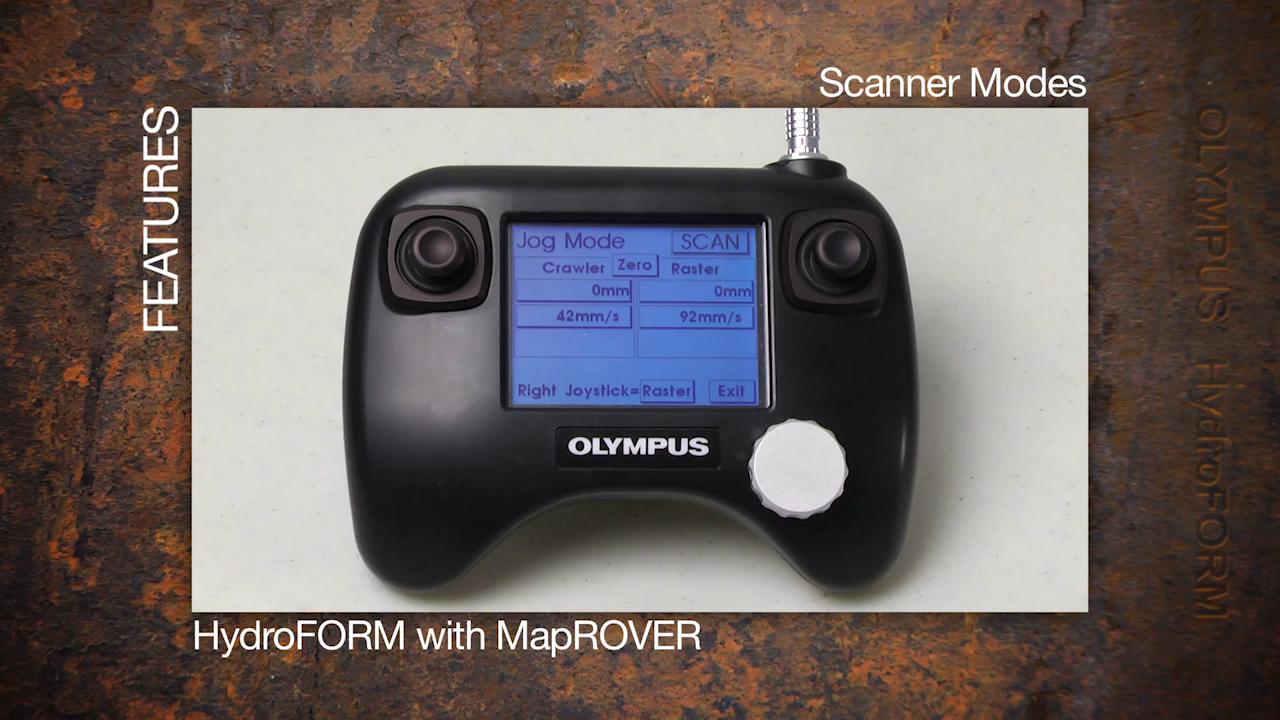 Scanner Modes
FEATURES
Jog Mode SCAN
Crawler Zero Raster
0mm 0mm
42mm/s 92mm/s
Right Joystick=Raster Exit
OLYMPUS
HydroFORM with MapROVER
OLYMPUS HydroFORM